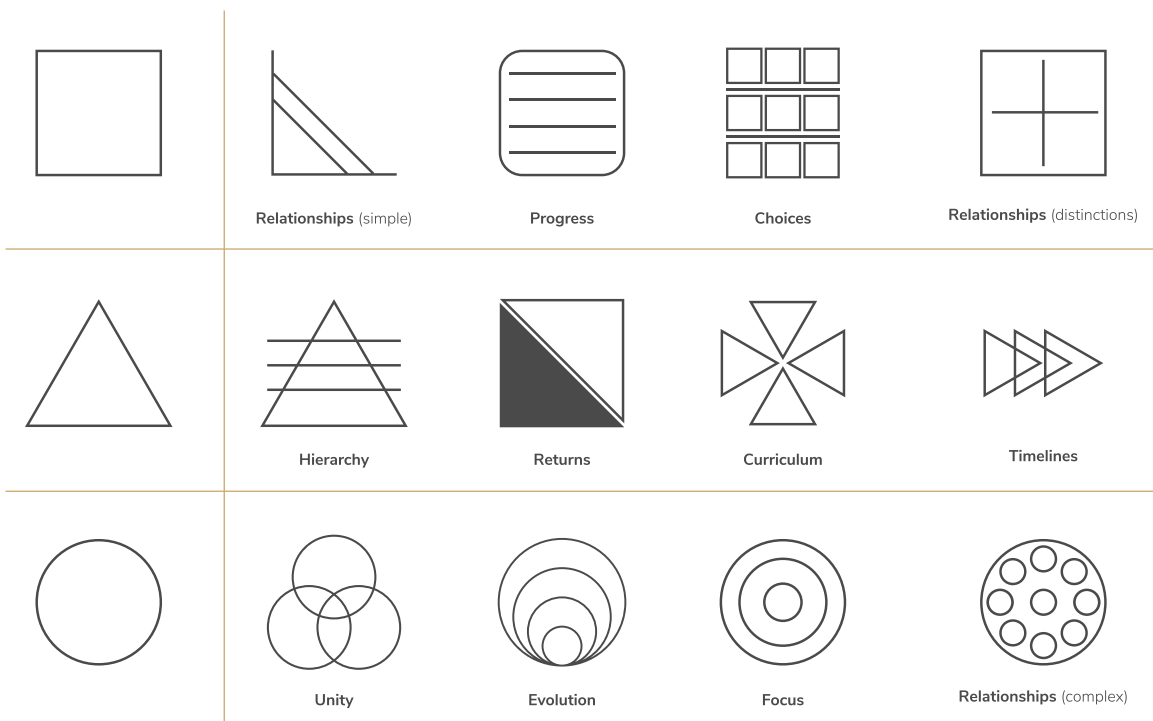 Relationships (simple)
Progress
Choices
Relationships (distinctions)
Hierarchy
Returns
Curriculum
Timelines
Unity
Evolution
Focus
Relationships (complex)